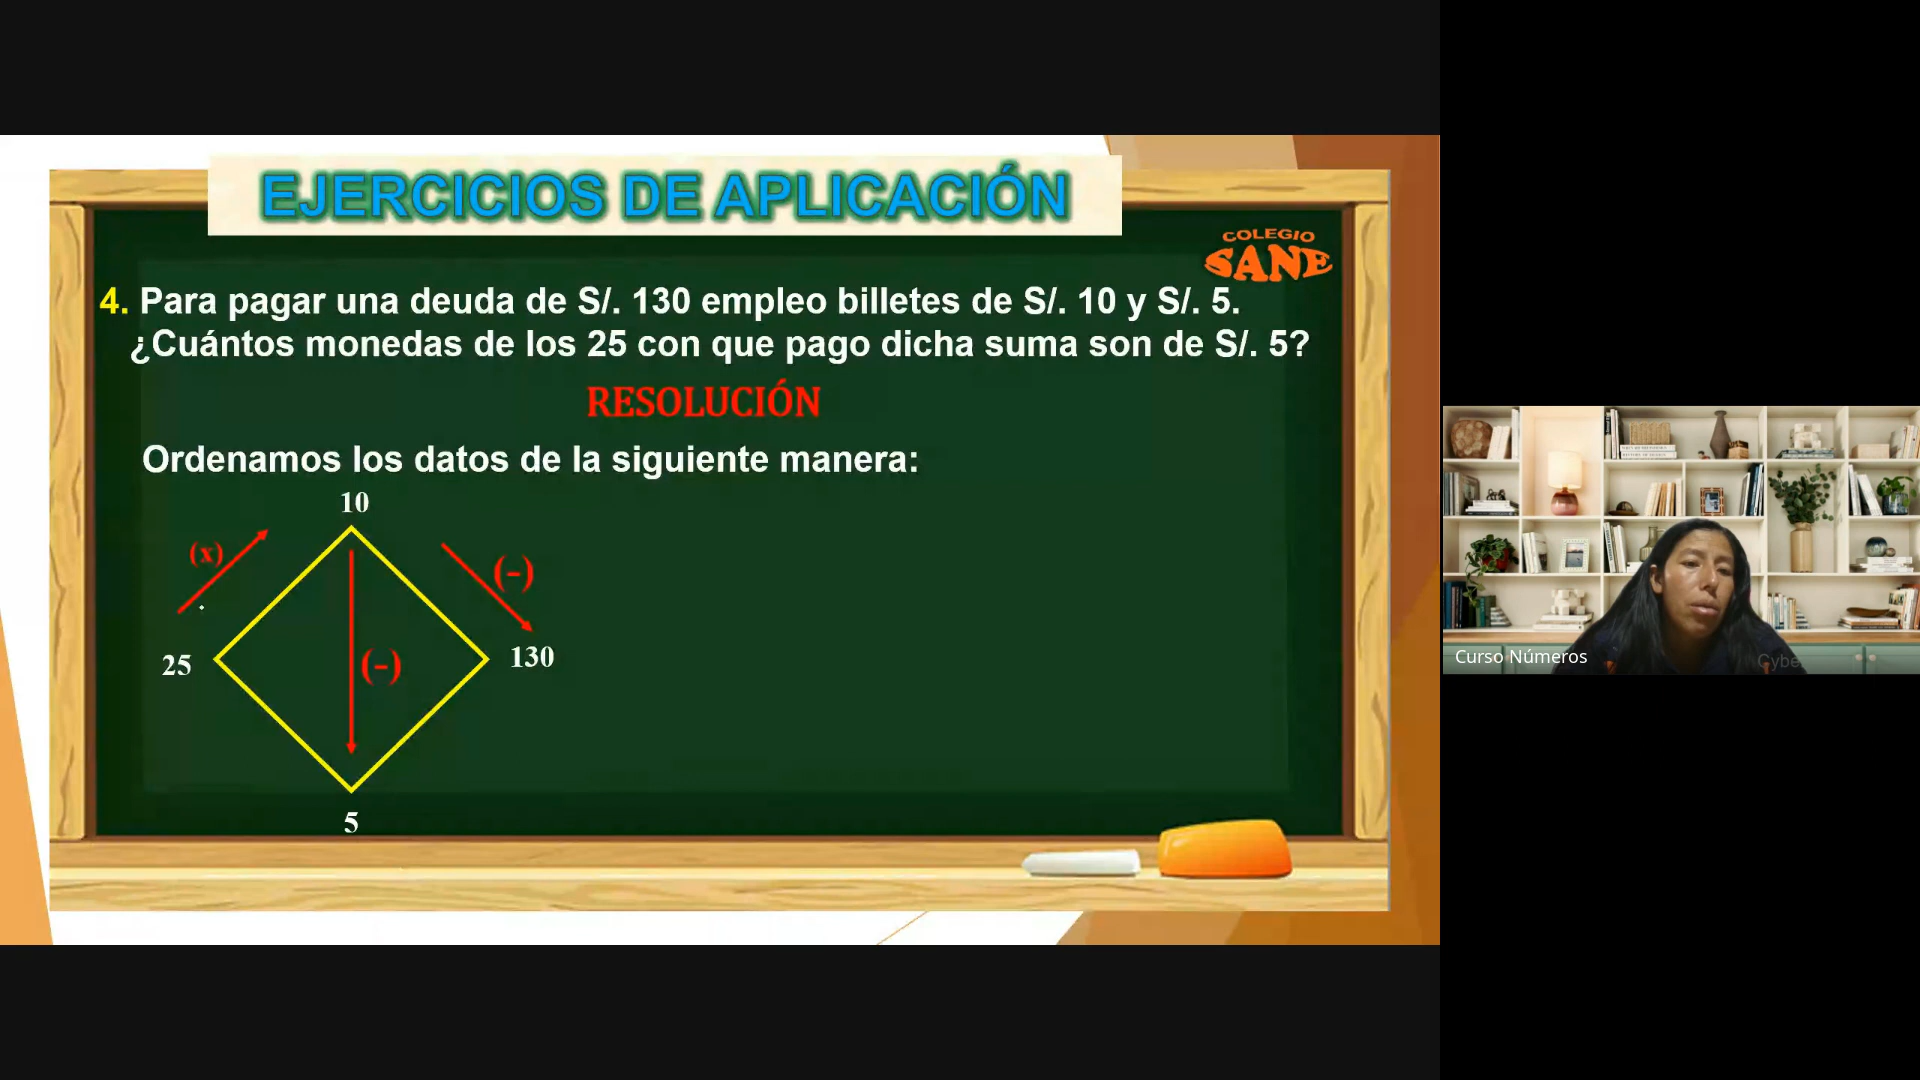 EJERCICIOS DE APLICACIÓN
COLEGIO
SANE
4. Para pagar una deuda de S/. 130 empleo billetes de S/. 10 y S/. 5.
¿Cuántos monedas de los 25 con que pago dicha suma son de S/. 5?
RESOLUCIÓN
Ordenamos los datos de la siguiente manera:
10
(x)
(-)
25
(-)
130
5
Curso Números